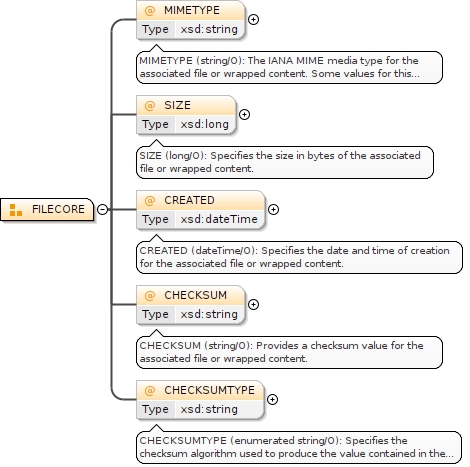 @ MIMETYPE
Type xsd:string
MIMETYPE (string/O): The IANA MIME media type for the
associated file or wrapped content. Some values for this...
@ SIZE
Type xsd:long
SIZE (long/O): Specifies the size in bytes of the associated
file or wrapped content.
FILECORE
@ CREATED
Type xsd:dateTime
CREATED (dateTime/O): Specifies the date and time of creation
for the associated file or wrapped content.
@ CHECKSUM
Type xsd:string
CHECKSUM (string/O): Provides a checksum value for the
associated file or wrapped content.
@ CHECKSUMTYPE
Type xsd:string
CHECKSUMTYPE (enumerated string/O): Specifies the
checksum algorithm used to produce the value contained in the...